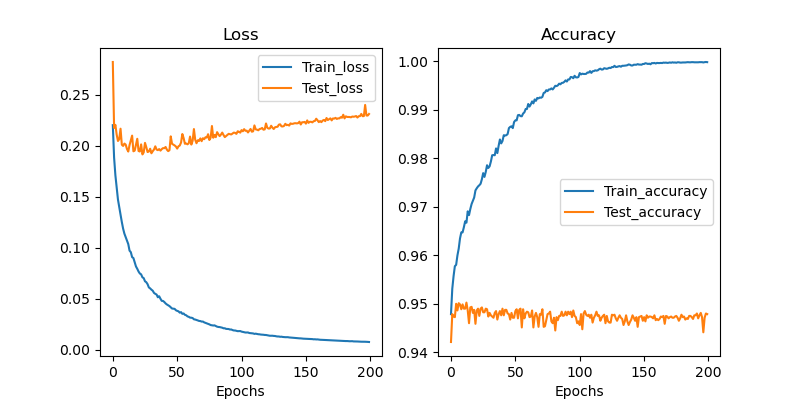 Loss
Train_loss
Test_loss
0.25
0.20
0.15
0.10
0.05
0.00
0 50 100 150 200
Epochs
Accuracy
Train_accuracy
Test_accuracy
1.00
0.99
0.98
0.97
0.96
0.95
0.94
0 50 100 150 200
Epochs